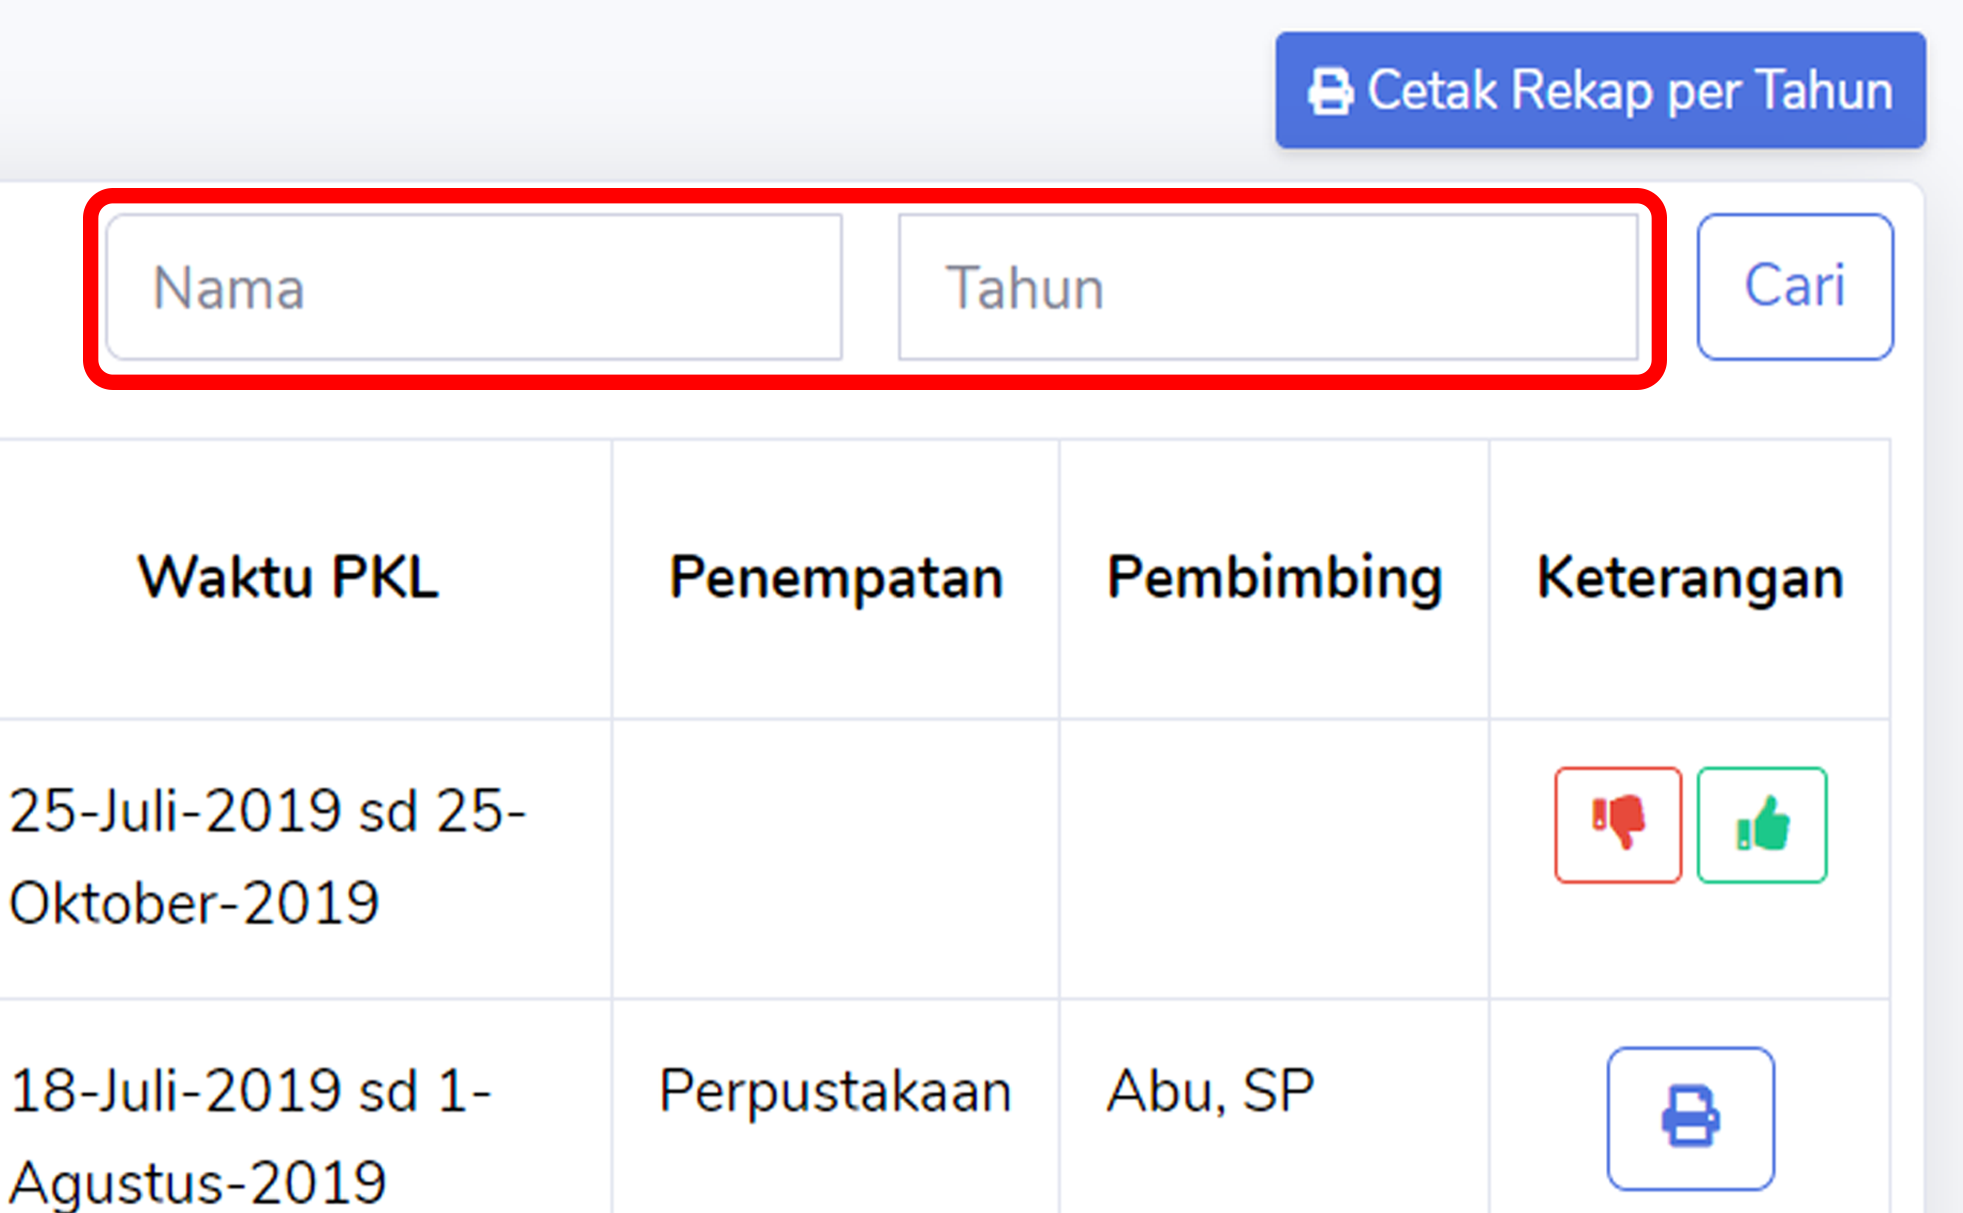 Cetak Rekap per Tahun
Nama Tahun Cari
Waktu PKL Penempatan Pembimbing Keterangan
25-Juli-2019 sd 25-
Oktober-2019
18-Juli-2019 sd 1- Perpustakaan Abu, SP
Agustus-2019